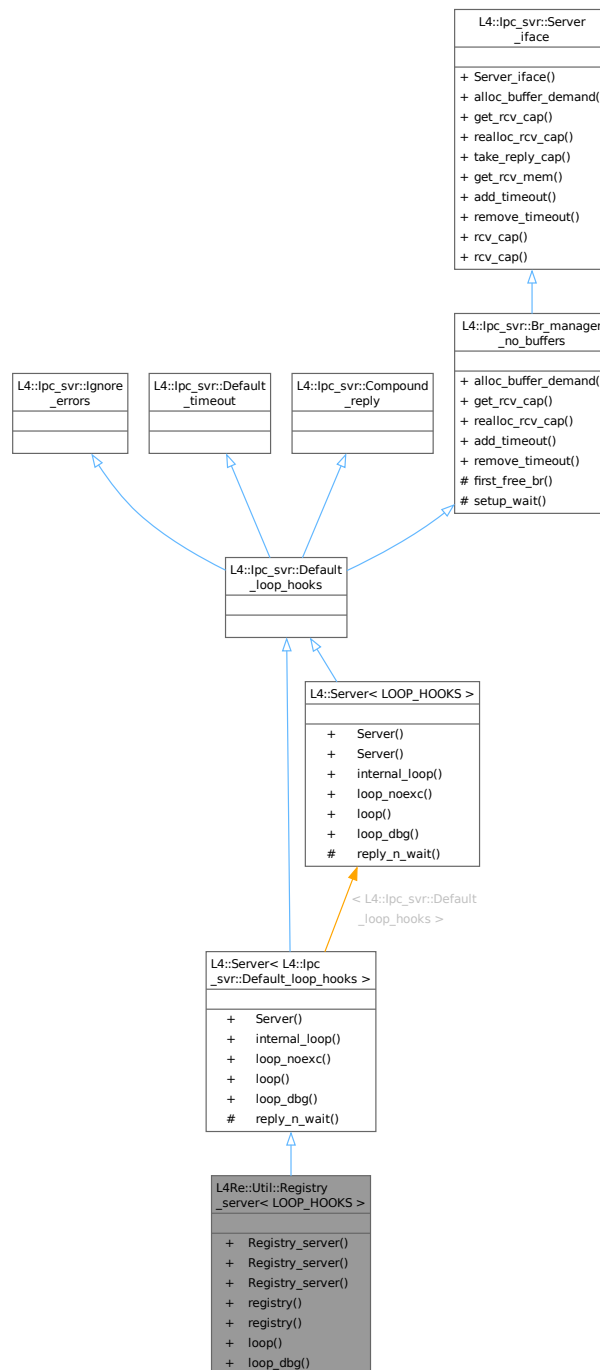 L4::Ipc_svr::Server
_iface
+ Server_iface()
+ alloc_buffer_demand()
+ get_rcv_cap()
+ realloc_rcv_cap()
+ take_reply_cap()
+ get_rcv_mem()
+ add_timeout()
+ remove_timeout()
+ rcv_cap()
+ rcv_cap()
L4::Ipc_svr::Br_manager
_no_buffers
+ alloc_buffer_demand()
+ get_rcv_cap()
+ realloc_rcv_cap()
+ add_timeout()
+ remove_timeout()
# first_free_br()
# setup_wait()
L4::Ipc_svr::Ignore
_errors
L4::Ipc_svr::Default
_timeout
L4::Ipc_svr::Compound
_reply
L4::Ipc_svr::Default
_loop_hooks
L4::Server< LOOP_HOOKS >
+ Server()
+ Server()
+ internal_loop()
+ loop_noexc()
+ loop()
+ loop_dbg()
# reply_n_wait()
< L4::Ipc_svr::Default
_loop_hooks >
L4::Server< L4::Ipc
_svr::Default_loop_hooks >
+ Server()
+ internal_loop()
+ loop_noexc()
+ loop()
+ loop_dbg()
# reply_n_wait()
L4Re::Util::Registry
_server< LOOP_HOOKS >
+ Registry_server()
+ Registry_server()
+ Registry_server()
+ registry()
+ registry()
+ loop()
+ loop_dbg()